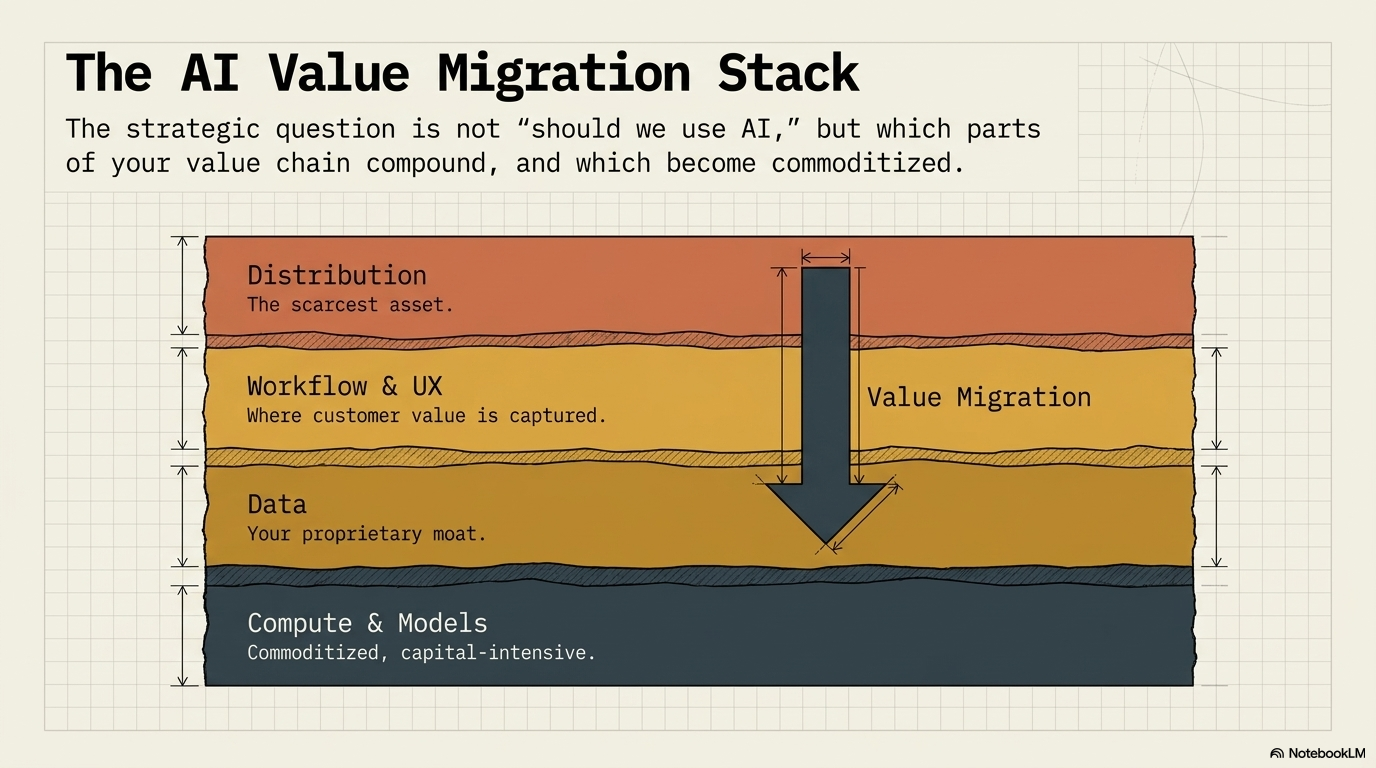 The AI Value Migration Stack
The strategic question is not “should we use AI,” but which parts
of your value chain compound, and which become commoditized.
Distribution
The scarcest asset.
Workflow & UX
Where customer value is captured.
Value Migration
Data
Your proprietary moat.
Compute & Models
Commoditized, capital-intensive.
NotebookLM